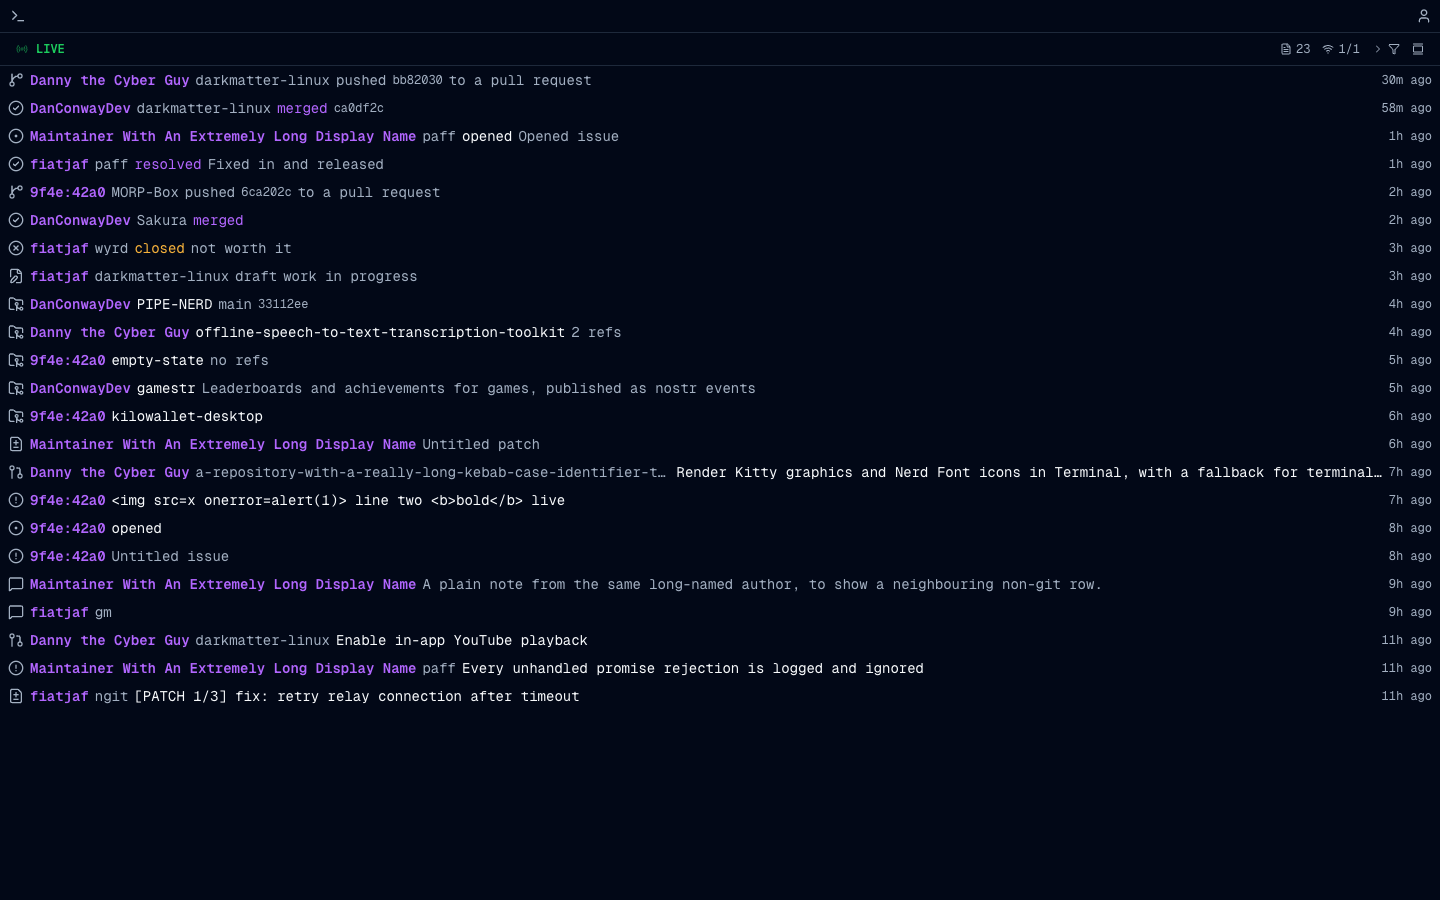 LIVE 23 1/1
Danny the Cyber Guy darkmatter-linux pushed bb82030 to a pull request 30m ago
DanConwayDev darkmatter-linux merged ca0df2c 58m ago
Maintainer With An Extremely Long Display Name paff opened Opened issue 1h ago
fiatjaf paff resolved Fixed in and released 1h ago
9f4e:42a0 MORP-Box pushed 6ca202c to a pull request 2h ago
DanConwayDev Sakura merged 2h ago
fiatjaf wyrd closed not worth it 3h ago
fiatjaf darkmatter-linux draft work in progress 3h ago
DanConwayDev PIPE-NERD main 33112ee 4h ago
Danny the Cyber Guy offline-speech-to-text-transcription-toolkit 2 refs 4h ago
9f4e:42a0 empty-state no refs 5h ago
DanConwayDev gamestr Leaderboards and achievements for games, published as nostr events 5h ago
9f4e:42a0 kilowallet-desktop 6h ago
Maintainer With An Extremely Long Display Name Untitled patch 6h ago
Danny the Cyber Guy a-repository-with-a-really-long-kebab-case-identifier-t… Render Kitty graphics and Nerd Font icons in Terminal, with a fallback for terminal… 7h ago
9f4e:42a0 <img src=x onerror=alert(1)> line two <b>bold</b> live 7h ago
9f4e:42a0 opened 8h ago
9f4e:42a0 Untitled issue 8h ago
Maintainer With An Extremely Long Display Name A plain note from the same long-named author, to show a neighbouring non-git row. 9h ago
fiatjaf gm 9h ago
Danny the Cyber Guy darkmatter-linux Enable in-app YouTube playback 11h ago
Maintainer With An Extremely Long Display Name paff Every unhandled promise rejection is logged and ignored 11h ago
fiatjaf ngit [PATCH 1/3] fix: retry relay connection after timeout 11h ago